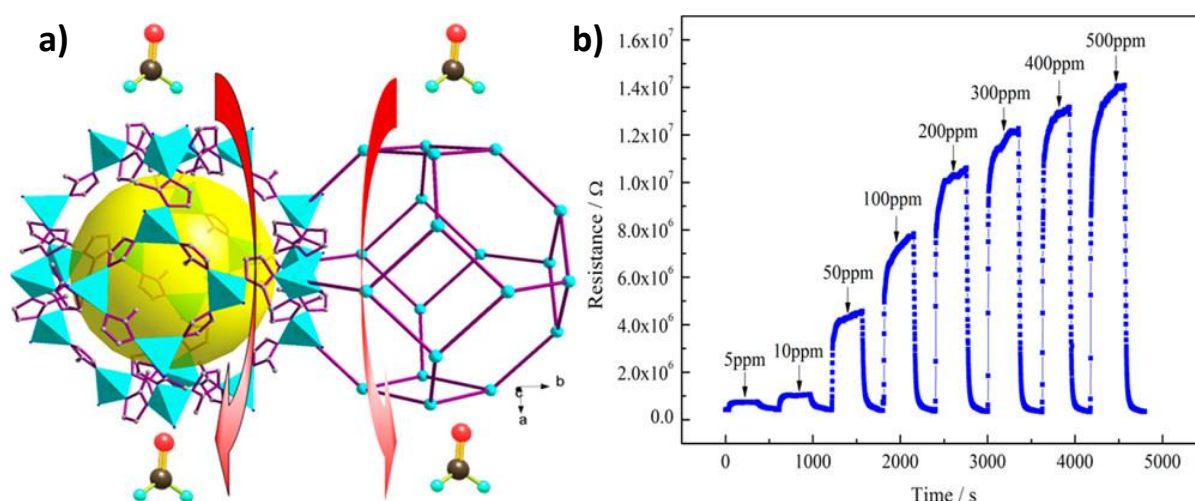 a)
b
c
a
b)
Resistance / Ω
1.6x10⁷
1.4x10⁷
1.2x10⁷
1.0x10⁷
8.0x10⁶
6.0x10⁶
4.0x10⁶
2.0x10⁶
0.0
5ppm
10ppm
50ppm
100ppm
200ppm
300ppm
400ppm
500ppm
0 1000 2000 3000 4000 5000
Time / s